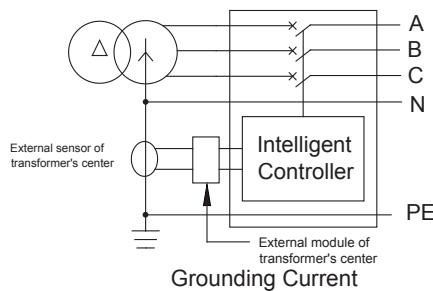 A
B
C
N
External sensor of
transformer's center
Intelligent
Controller
PE
External module of
transformer's center
Grounding Current